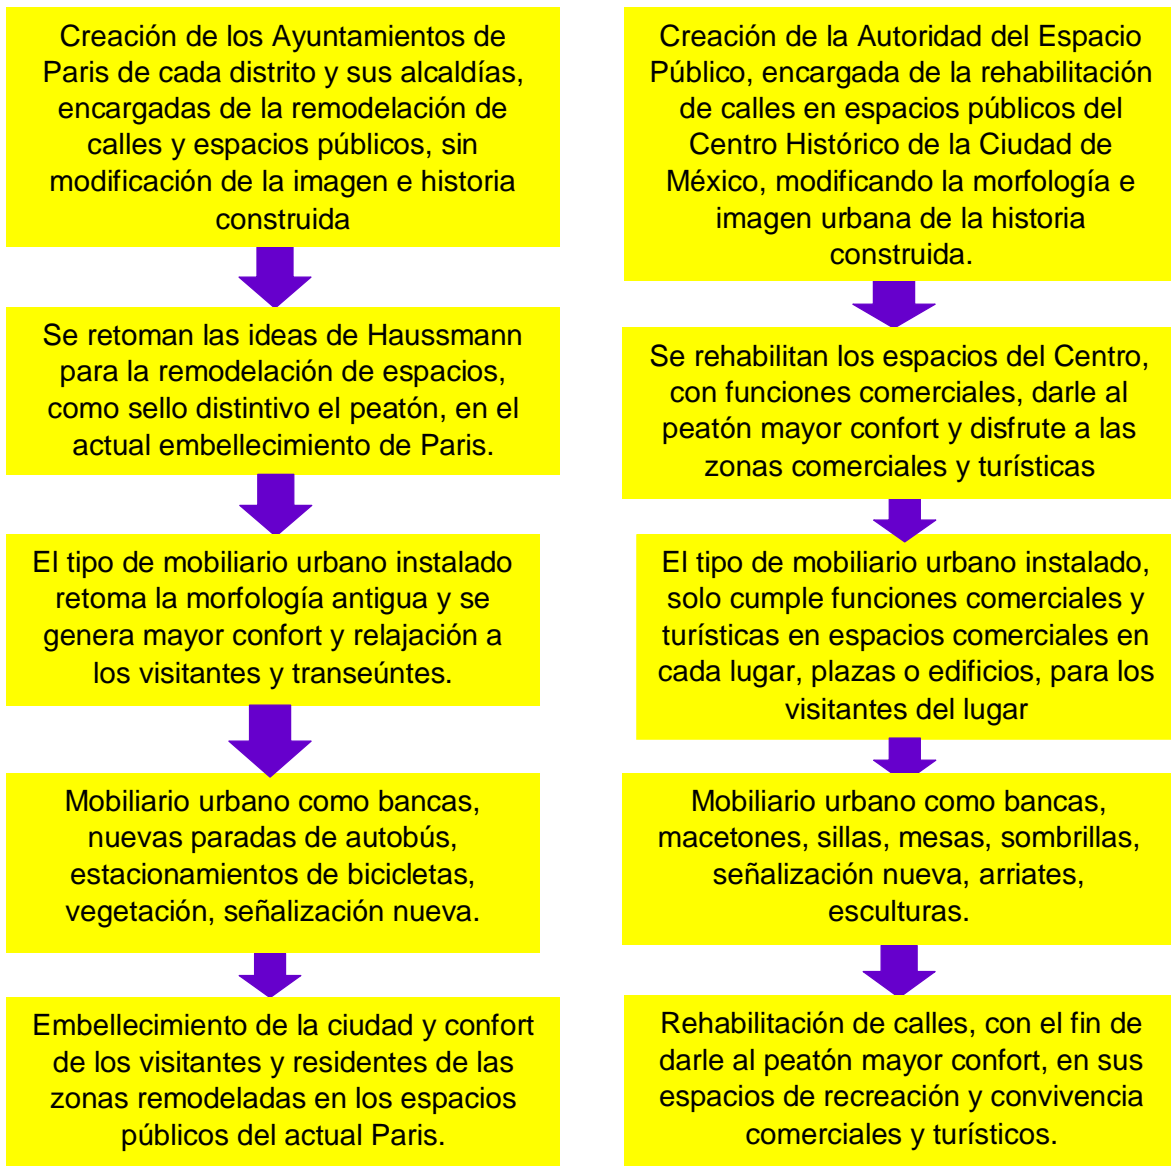 Creación de los Ayuntamientos de
Paris de cada distrito y sus alcaldías,
encargadas de la remodelación de
calles y espacios públicos, sin
modificación de la imagen e historia
construida
Se retoman las ideas de Haussmann
para la remodelación de espacios,
como sello distintivo el peatón, en el
actual embellecimiento de Paris.
El tipo de mobiliario urbano instalado
retoma la morfología antigua y se
genera mayor confort y relajación a
los visitantes y transeúntes.
Mobiliario urbano como bancas,
nuevas paradas de autobús,
estacionamientos de bicicletas,
vegetación, señalización nueva.
Embellecimiento de la ciudad y confort
de los visitantes y residentes de las
zonas remodeladas en los espacios
públicos del actual Paris.
Creación de la Autoridad del Espacio
Público, encargada de la rehabilitación
de calles en espacios públicos del
Centro Histórico de la Ciudad de
México, modificando la morfología e
imagen urbana de la historia
construida.
Se rehabilitan los espacios del Centro,
con funciones comerciales, darle al
peatón mayor confort y disfrute a las
zonas comerciales y turísticas
El tipo de mobiliario urbano instalado,
solo cumple funciones comerciales y
turísticas en espacios comerciales en
cada lugar, plazas o edificios, para los
visitantes del lugar
Mobiliario urbano como bancas,
macetones, sillas, mesas, sombrillas,
señalización nueva, arriates,
esculturas.
Rehabilitación de calles, con el fin de
darle al peatón mayor confort, en sus
espacios de recreación y convivencia
comerciales y turísticos.